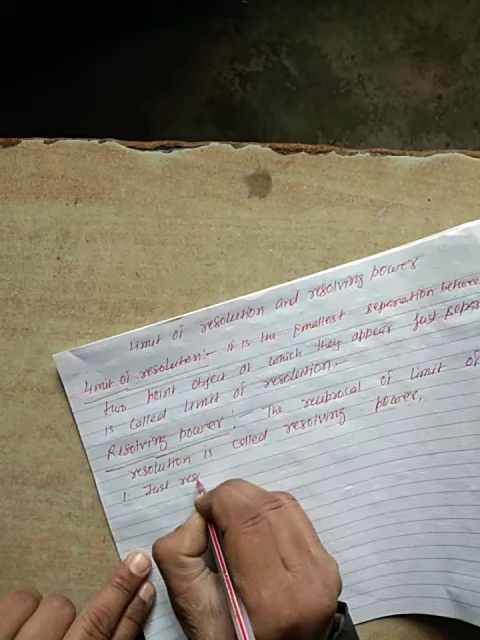 Limit of resolution and resolving power
Limit of resolution:- it is the smallest separation between
two point object at which they appear just
is called limit of resolution—
Resolving power: The reciprocal of limit of
resolution is called resolving power.
1. Just res